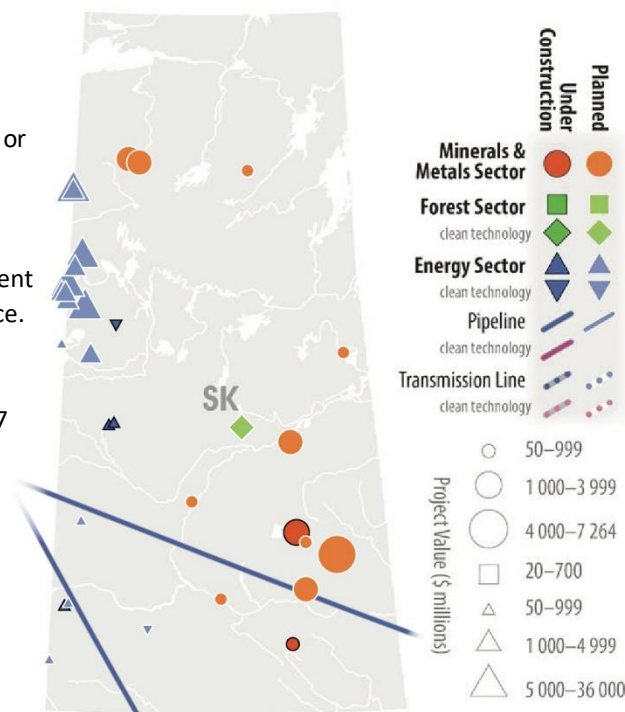 or
ent
ce.
7
SK
Under
Construction
Planned
Minerals &
Metals Sector
Forest Sector
clean technology
Energy Sector
clean technology
Pipeline
clean technology
Transmission Line
clean technology
Project Value ($ millions)
50–999
1 000–3 999
4 000–7 264
20–700
50–999
1 000–4 999
5 000–36 000